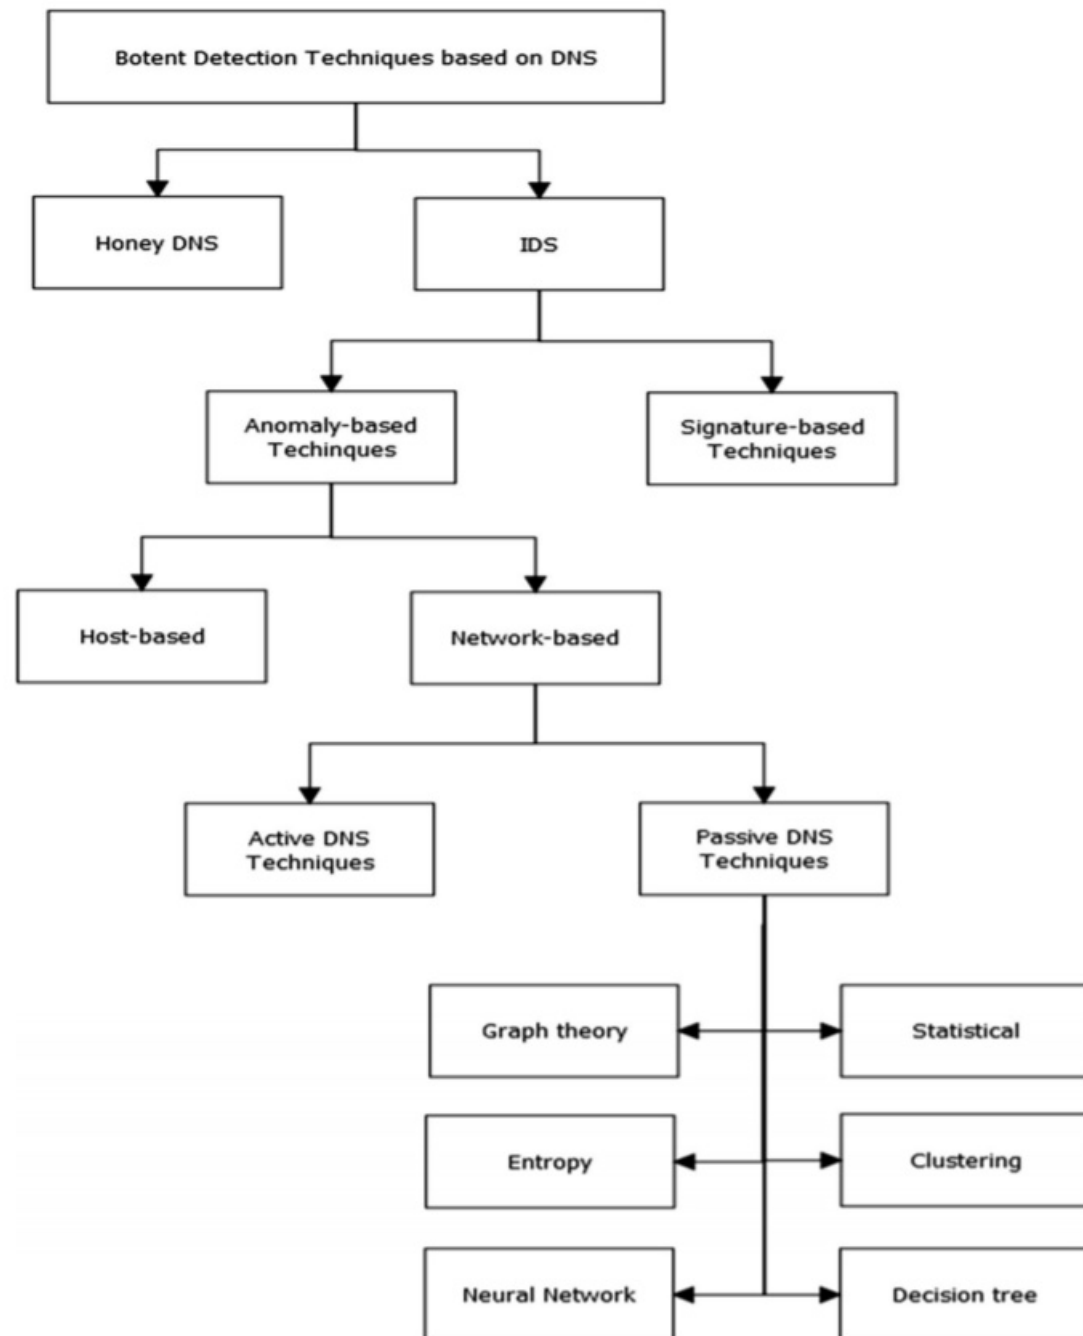 Botent Detection Techniques based on DNS
Honey DNS
IDS
Anomaly-based
Techinques
Signature-based
Techniques
Host-based
Network-based
Active DNS
Techniques
Passive DNS
Techniques
Graph theory
Statistical
Entropy
Clustering
Neural Network
Decision tree